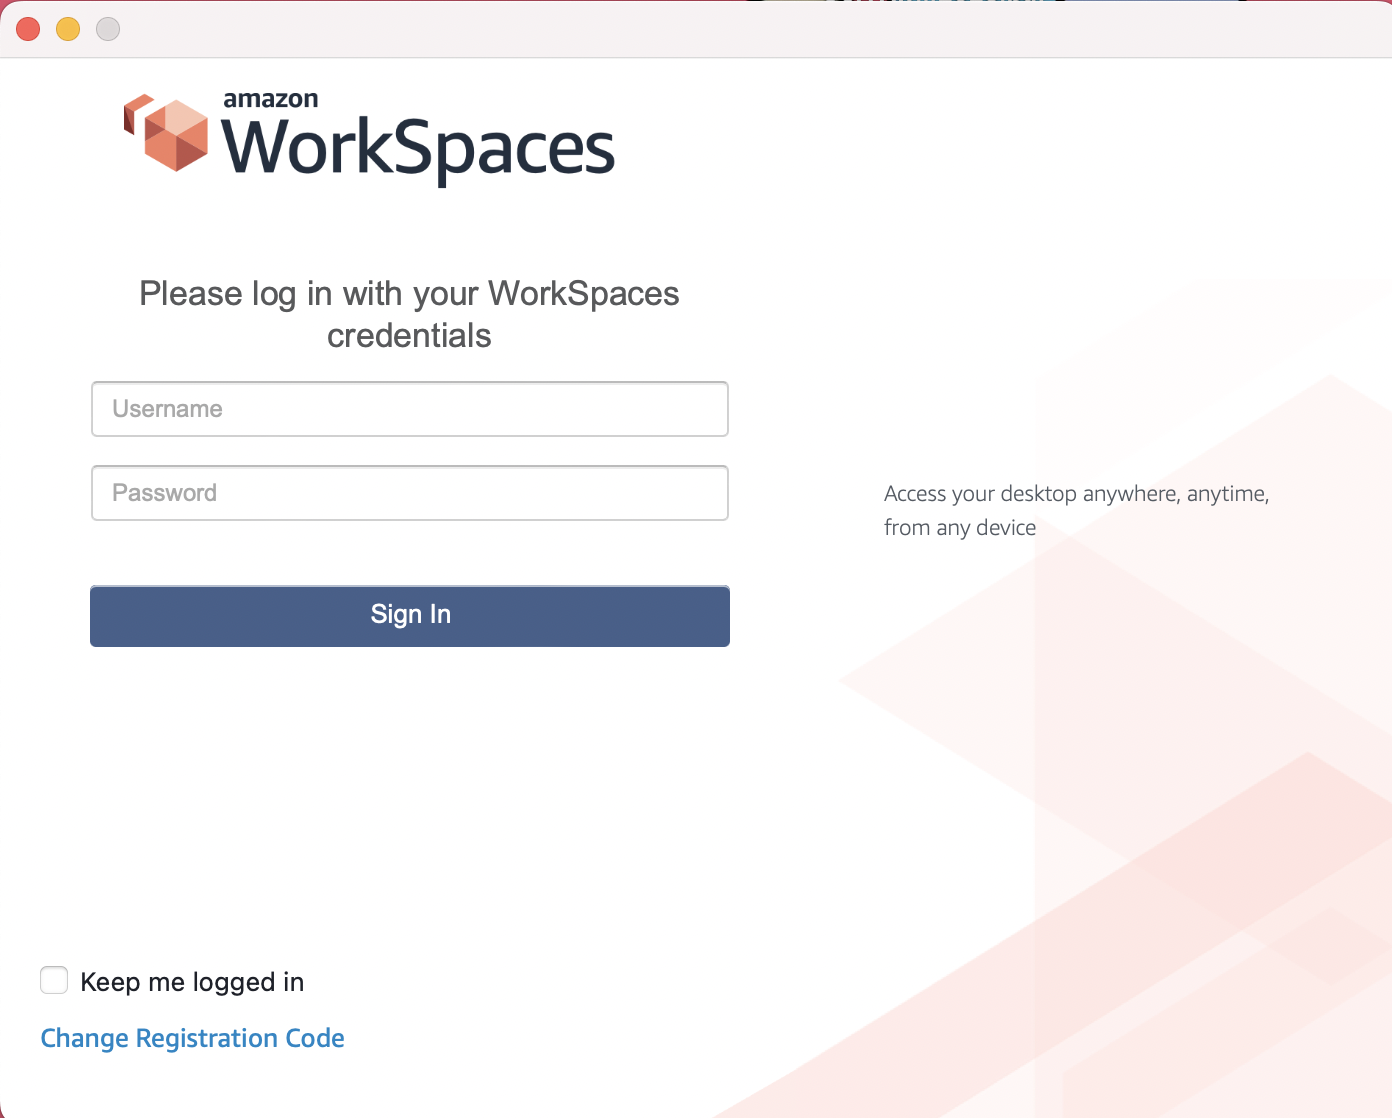 amazon
WorkSpaces
Please log in with your WorkSpaces
credentials
Username
Password
Sign In
Access your desktop anywhere, anytime,
from any device
Keep me logged in
Change Registration Code